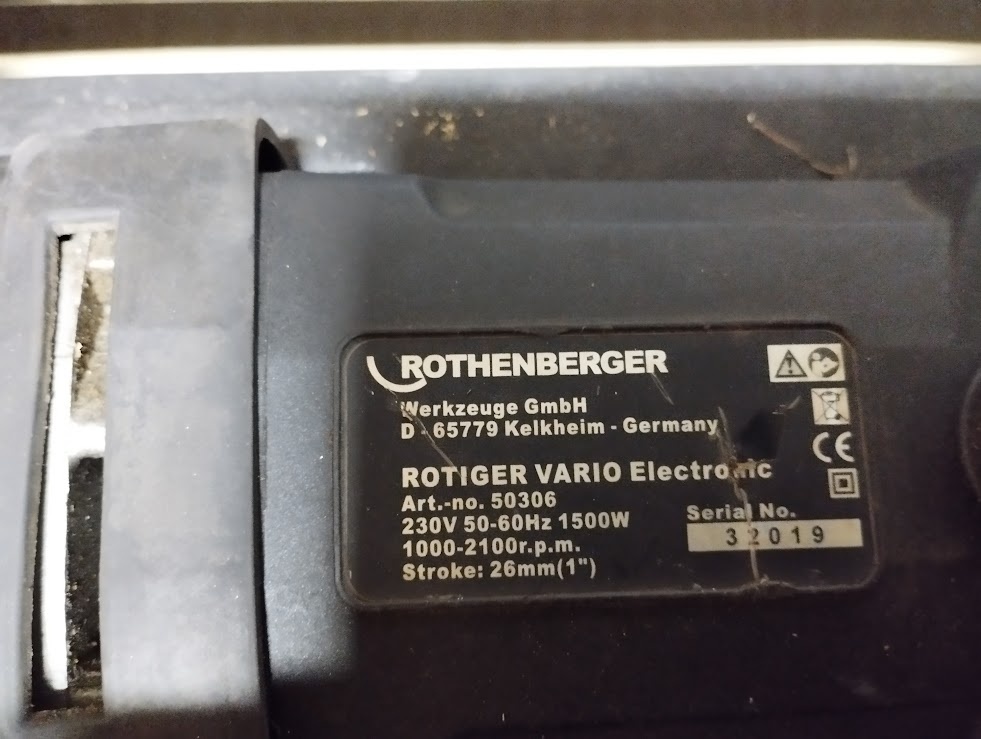 ROTHENBERGER
Werkzeuge GmbH
D - 65779 Kelkheim - Germany
ROTIGER VARIO Electronic
Art.-no. 50306
230V 50-60Hz 1500W
1000-2100r.p.m.
Stroke: 26mm(1")
CE
Serial No.
32019